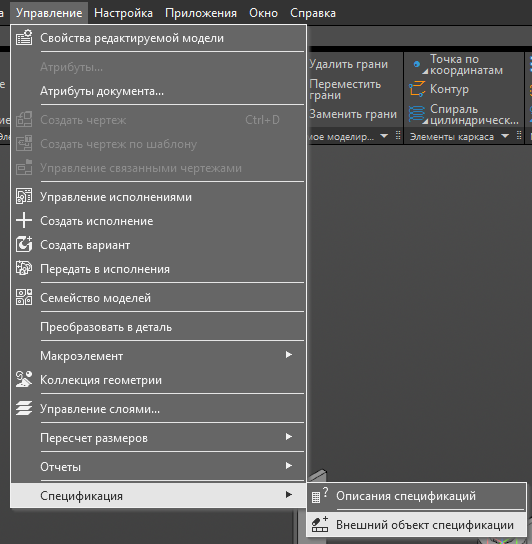 а Управление Настройка Приложения Окно Справка
Свойства редактируемой модели
Атрибуты...
Атрибуты документа...
Создать чертеж Ctrl+D
Создать чертеж по шаблону
Управление связанными чертежами
Управление исполнениями
Создать исполнение
Создать вариант
Передать в исполнения
Семейство моделей
Преобразовать в деталь
Макроэлемент
Коллекция геометрии
Управление слоями...
Пересчет размеров
Отчеты
Спецификация
Описания спецификаций
Внешний объект спецификации
Удалить грани
Переместить
грани
Заменить грани
мое моделир...
Точка по
координатам
Контур
Спираль
цилиндрическ...
Элементы каркаса